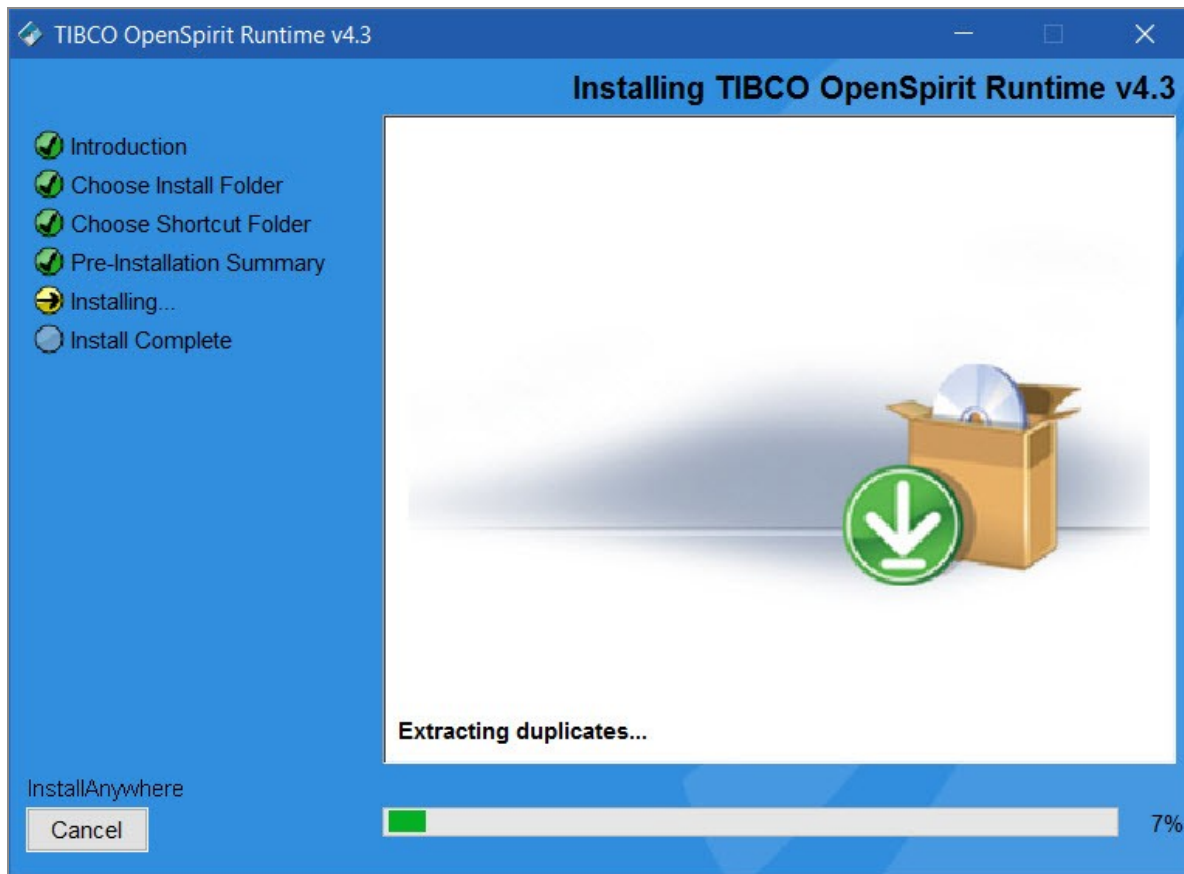 TIBCO OpenSpirit Runtime v4.3
Installing TIBCO OpenSpirit Runtime v4.3
Introduction
Choose Install Folder
Choose Shortcut Folder
Pre-Installation Summary
Installing...
Install Complete
Extracting duplicates...
InstallAnywhere
Cancel
7%